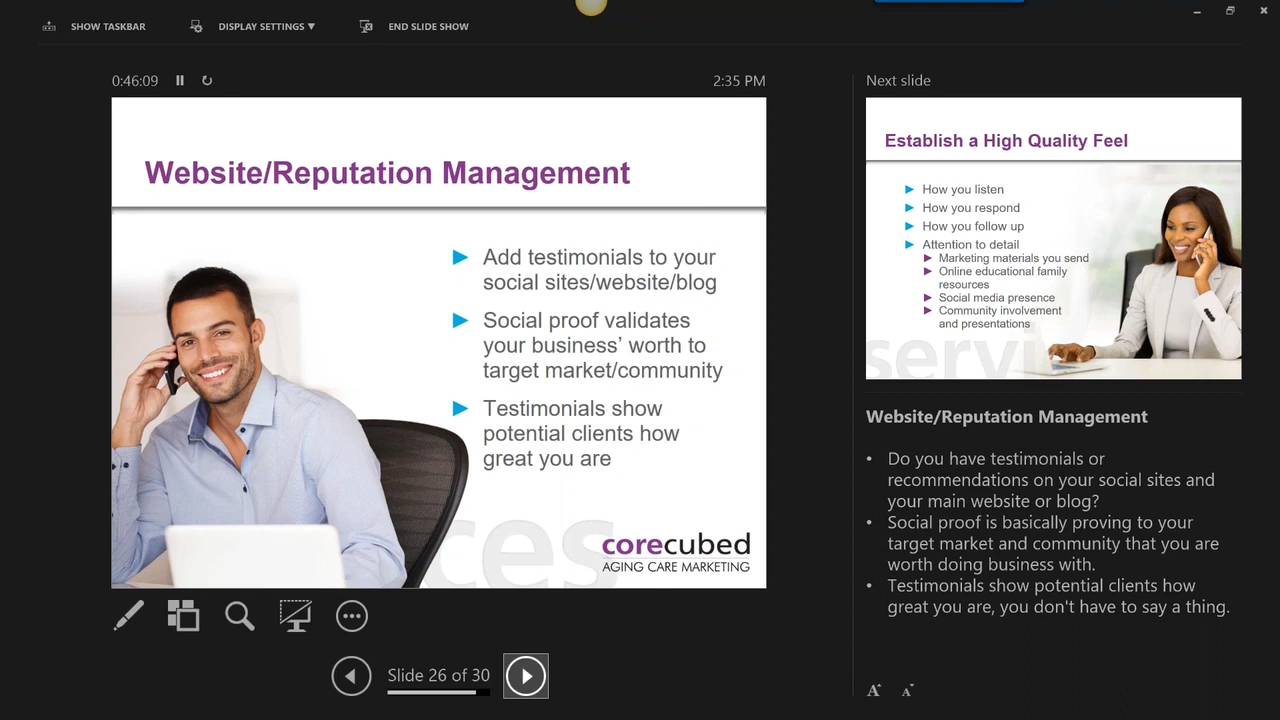 SHOW TASKBAR
DISPLAY SETTINGS ▼
END SLIDE SHOW
0:46:09
2:35 PM
Website/Reputation Management
Add testimonials to your
social sites/website/blog
Social proof validates
your business’ worth to
target market/community
Testimonials show
potential clients how
great you are
ces
corecubed
AGING CARE MARKETING
Slide 26 of 30
Next slide
Establish a High Quality Feel
How you listen
How you respond
How you follow up
Attention to detail
Marketing materials you send
Online educational family
resources
Social media presence
Community involvement
and presentations
servi
Website/Reputation Management
• Do you have testimonials or
recommendations on your social sites and
your main website or blog?
• Social proof is basically proving to your
target market and community that you are
worth doing business with.
• Testimonials show potential clients how
great you are, you don't have to say a thing.
A A